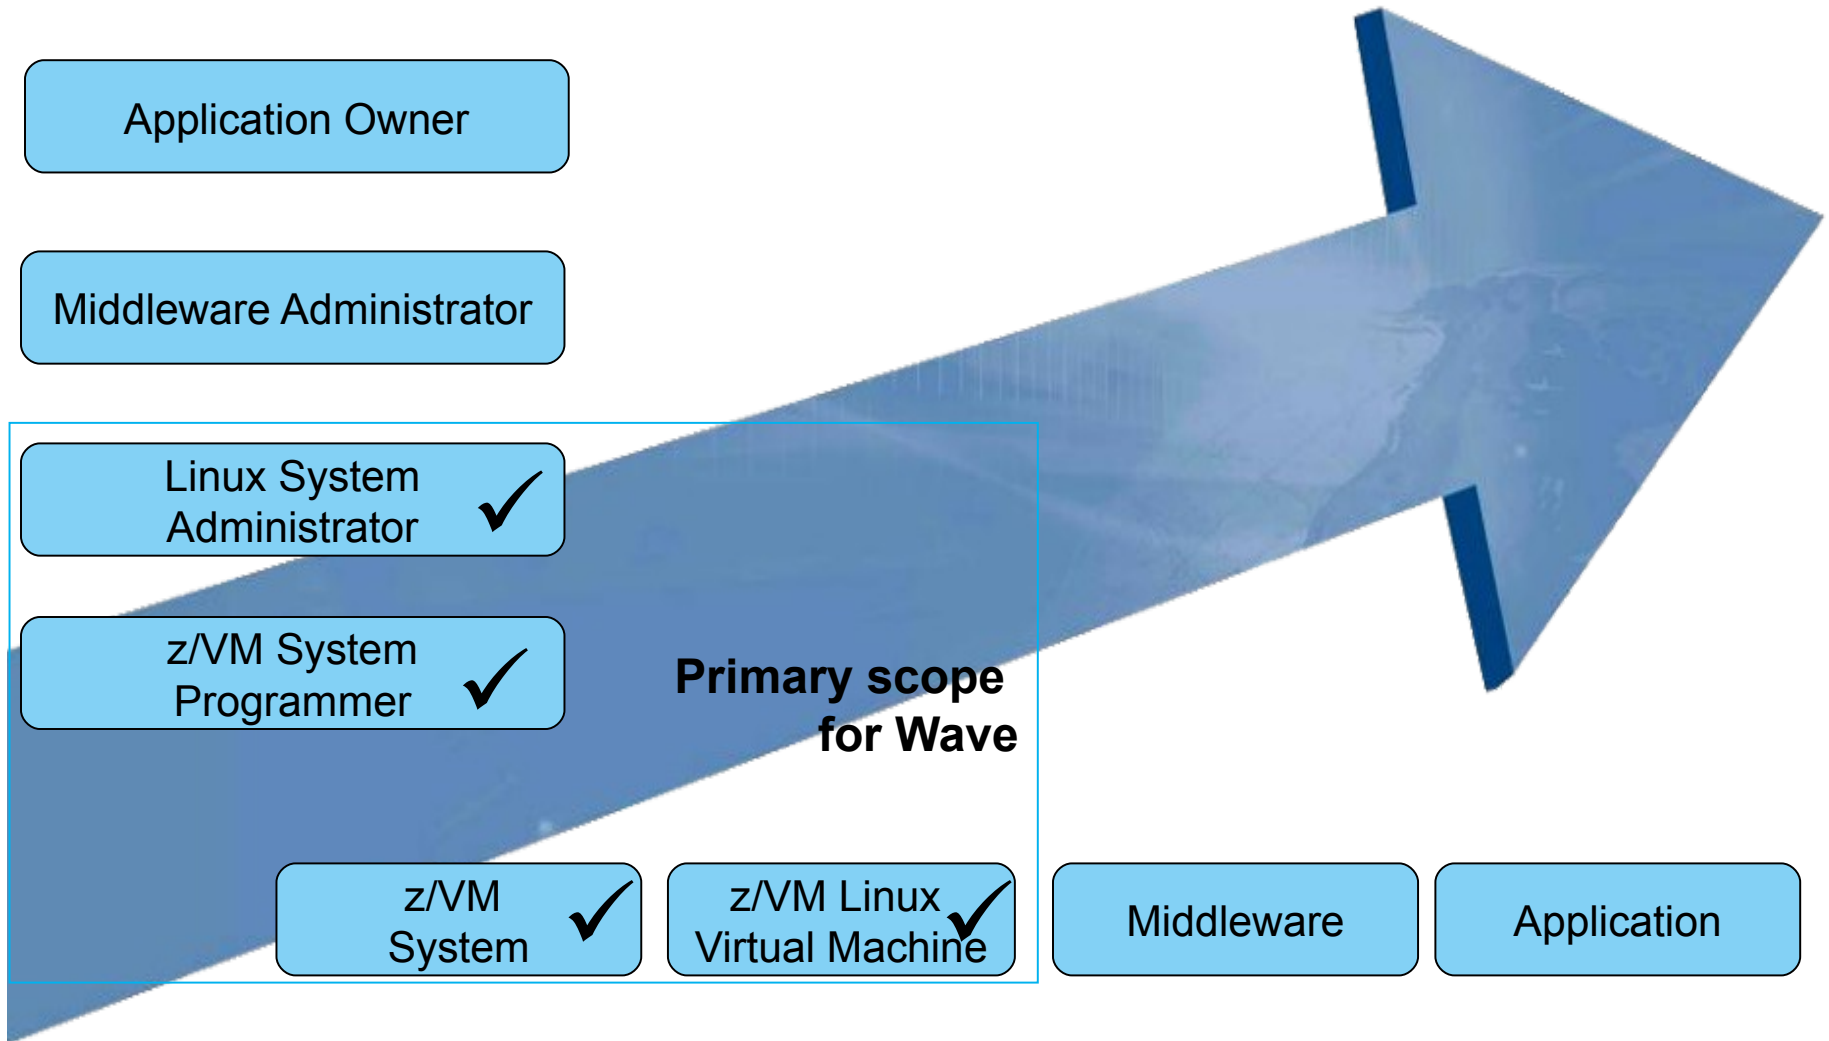 Application Owner
Middleware Administrator
Linux System
Administrator
z/VM System
Programmer
Primary scope
for Wave
z/VM
System
z/VM Linux
Virtual Machine
Middleware
Application